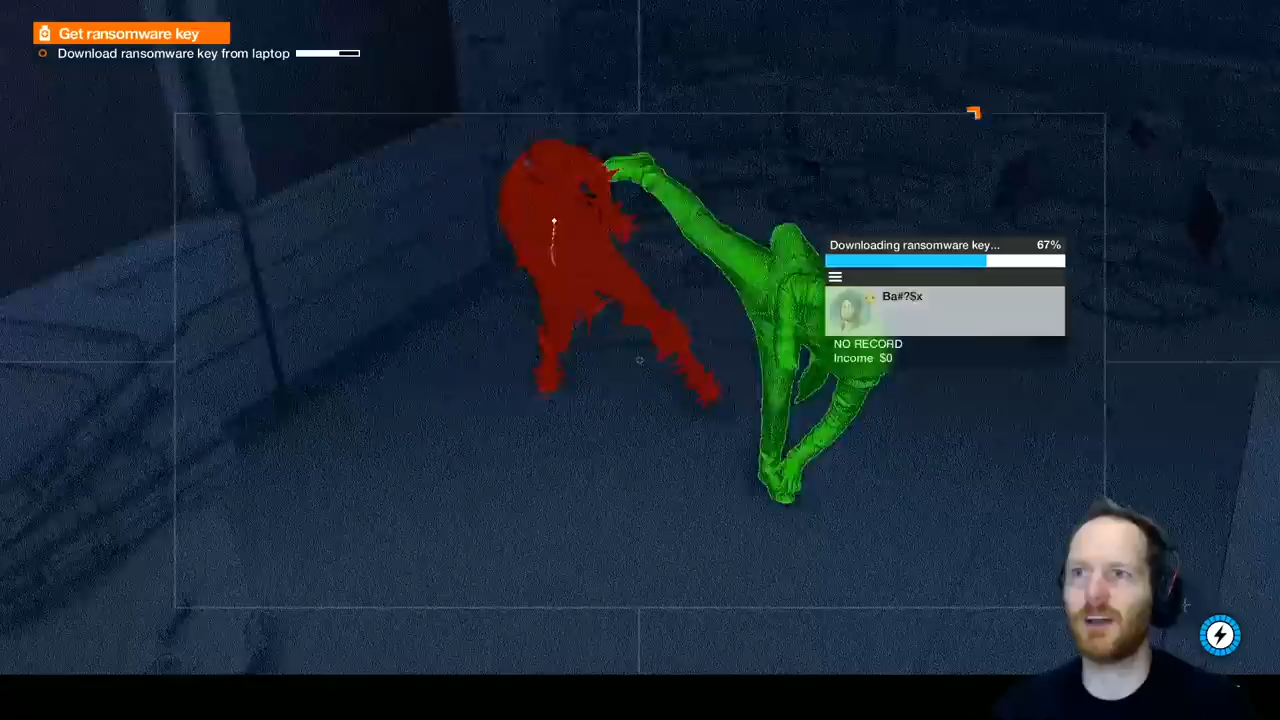 Get ransomware key
Download ransomware key from laptop
Downloading ransomware key... 67%
Ba#?$x
NO RECORD
Income $0